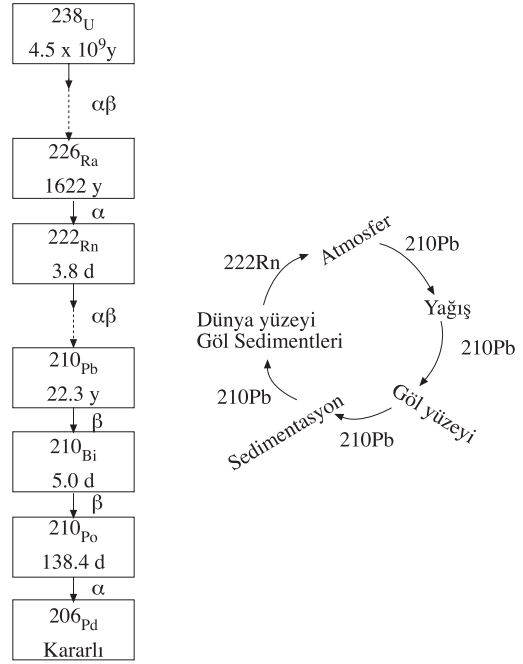 238U
4.5 x 10⁹y
αβ
226Ra
1622 y
α
222Rn
3.8 d
αβ
210Pb
22.3 y
β
210Bi
5.0 d
β
210Po
138.4 d
α
206Pd
Kararlı
Atmosfer
210Pb
Yağış
210Pb
Göl yüzeyi
210Pb
Sedimentasyon
210Pb
Dünya yüzeyi
Göl Sedimentleri
222Rn